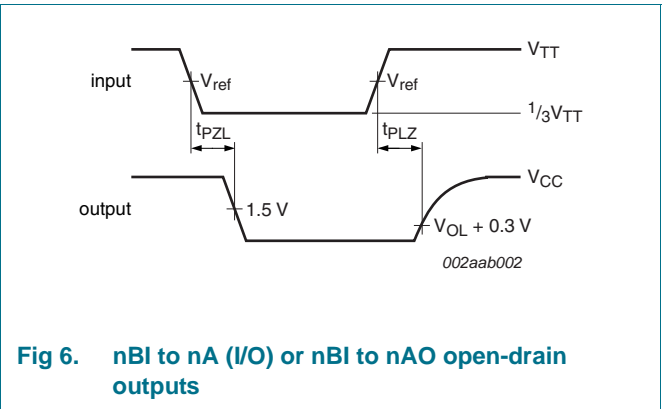 V_TT
input
V_ref
V_ref
1/3V_TT
t_PZL
t_PLZ
V_CC
output
1.5 V
V_OL + 0.3 V
002aab002
Fig 6. nBI to nA (I/O) or nBI to nAO open-drain
outputs